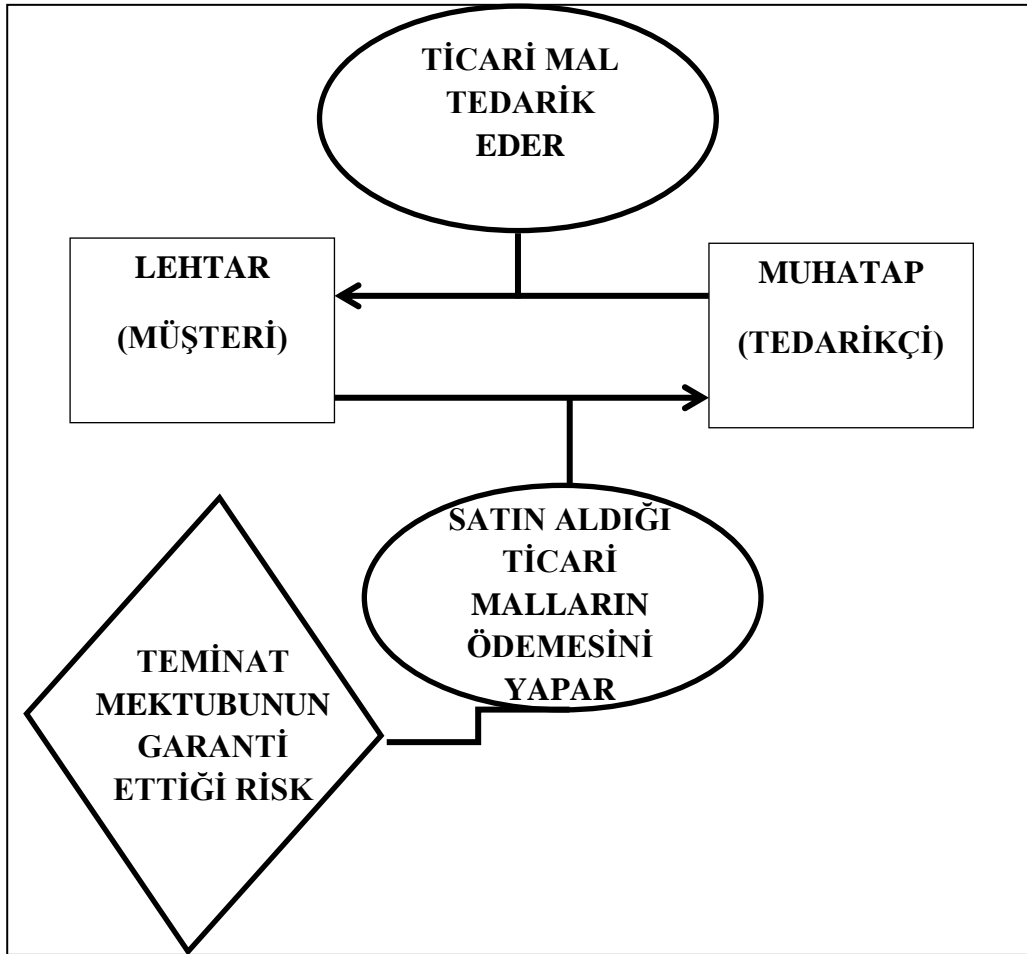 TİCARİ MAL
TEDARİK
EDER
LEHTAR
(MÜŞTERİ)
MUHATAP
(TEDARİKÇİ)
SATIN ALDIĞI
TİCARİ
MALLARIN
ÖDEMESİNİ
YAPAR
TEMİNAT
MEKTUBUNUN
GARANTİ
ETTİĞİ RİSK